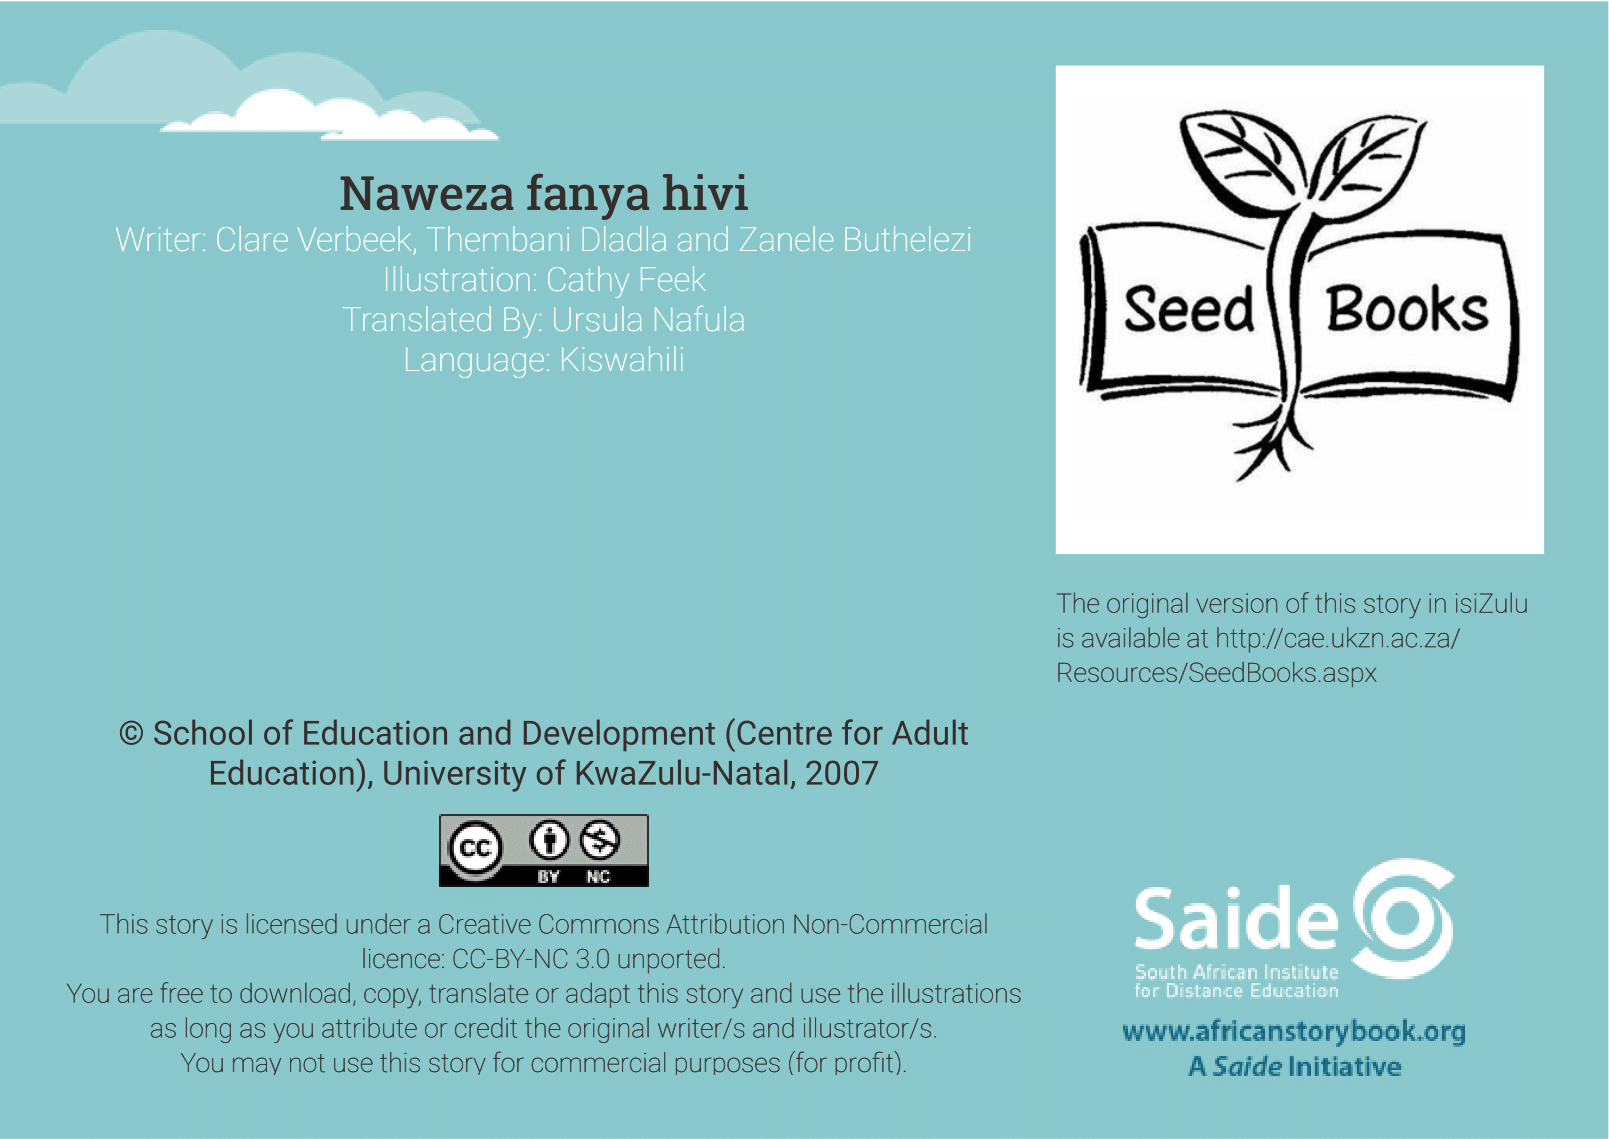 Naweza fanya hivi
Writer: Clare Verbeek, Thembani Dladla and Zanele Buthelezi
Illustration: Cathy Feek
Translated By: Ursula Nafula
Language: Kiswahili
Seed Books
The original version of this story in isiZulu
is available at http://cae.ukzn.ac.za/
Resources/SeedBooks.aspx
© School of Education and Development (Centre for Adult
Education), University of KwaZulu-Natal, 2007
cc BY NC
This story is licensed under a Creative Commons Attribution Non-Commercial
licence: CC-BY-NC 3.0 unported.
You are free to download, copy, translate or adapt this story and use the illustrations
as long as you attribute or credit the original writer/s and illustrator/s.
You may not use this story for commercial purposes (for profit).
Saide
South African Institute
for Distance Education
www.africanstorybook.org
A Saide Initiative